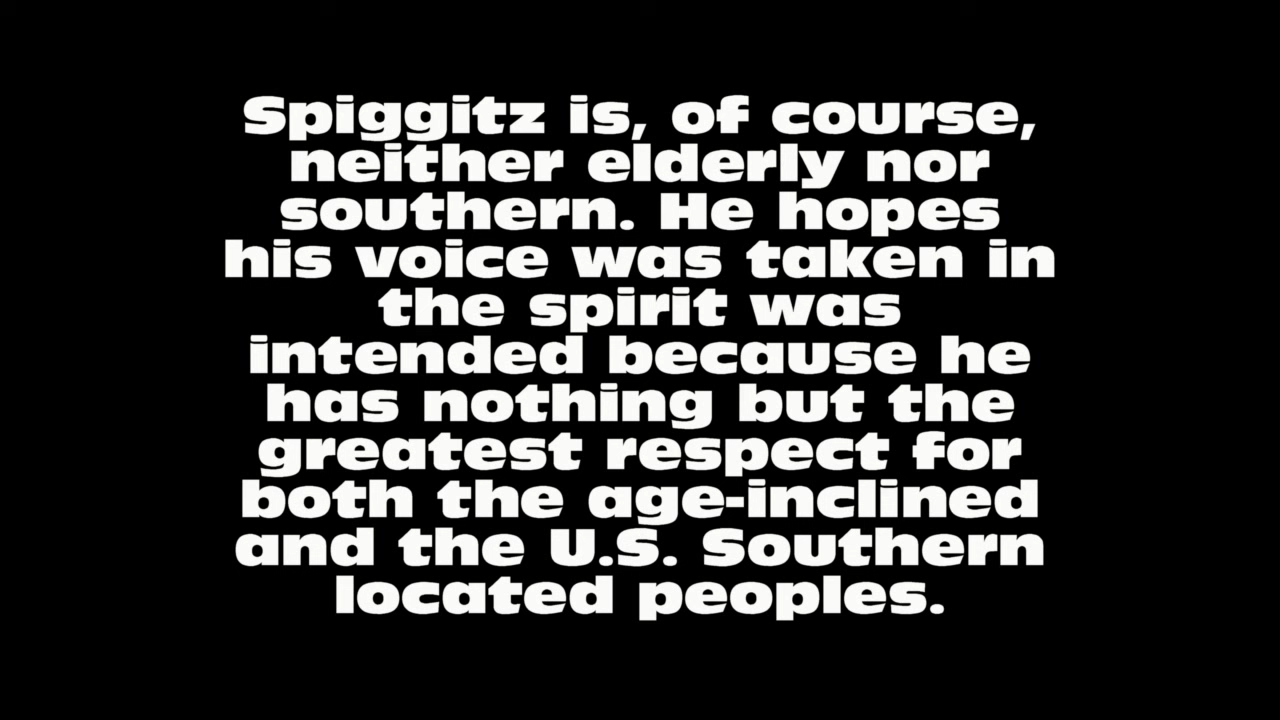 Spiggitz is, of course,
neither elderly nor
southern. He hopes
his voice was taken in
the spirit was
intended because he
has nothing but the
greatest respect for
both the age-inclined
and the U.S. Southern
located peoples.